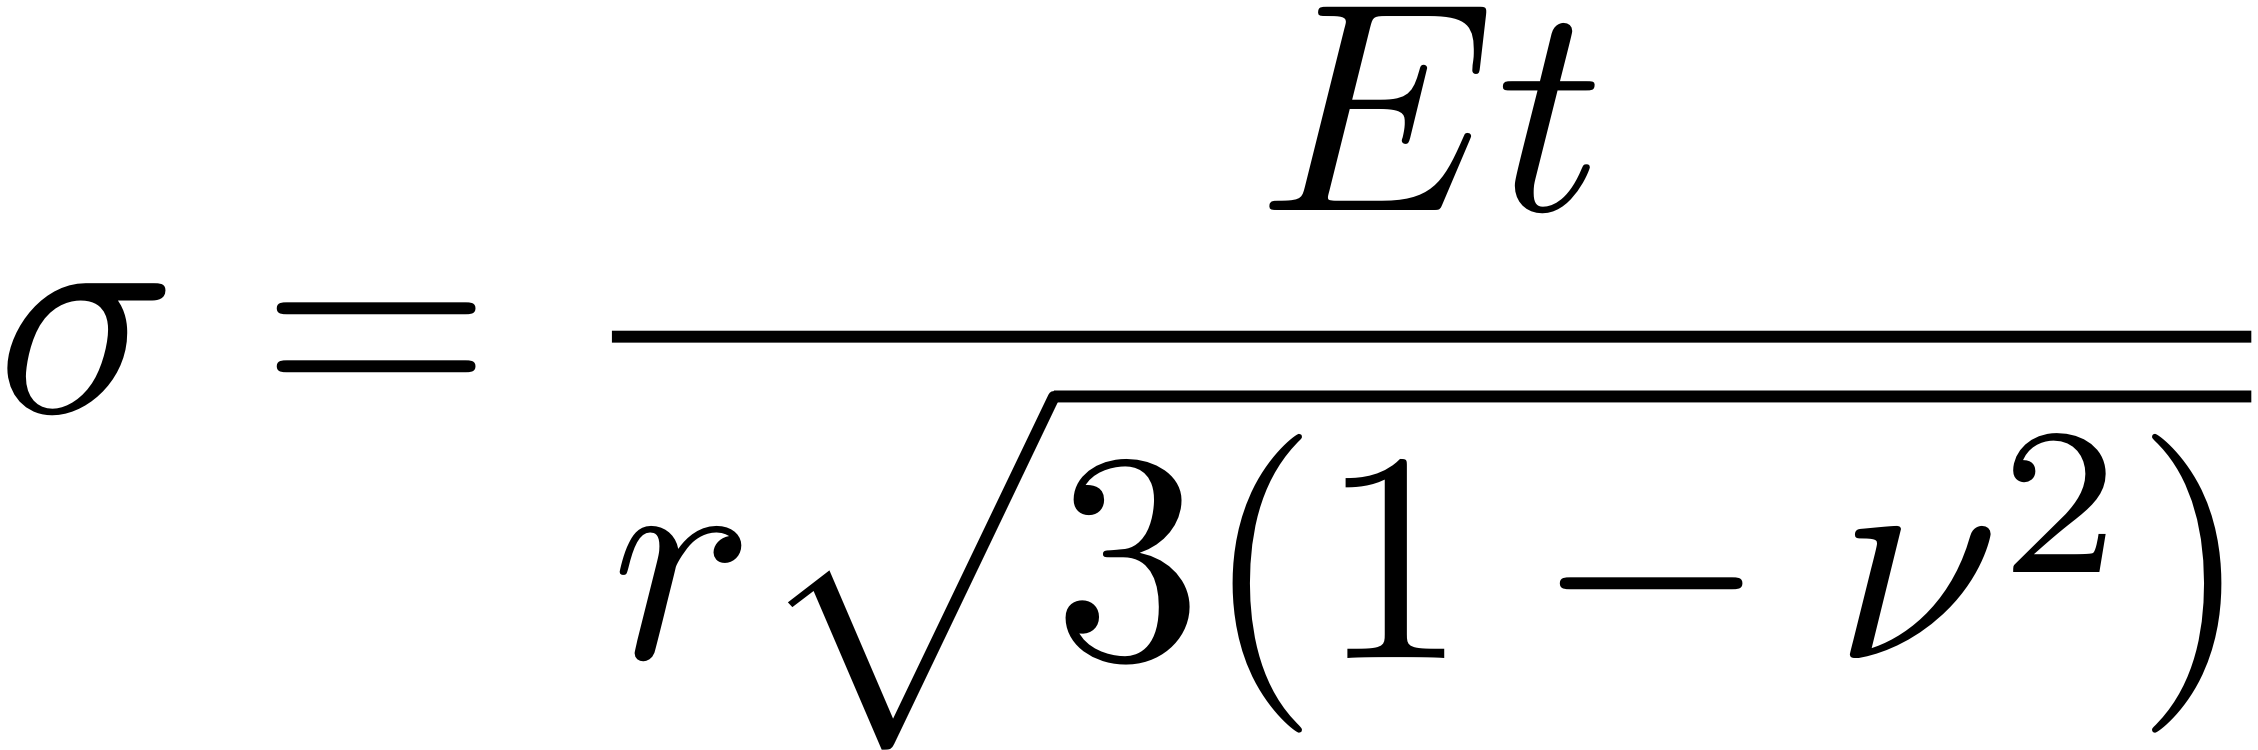 σ = Et / (r√(3(1 − ν²)))